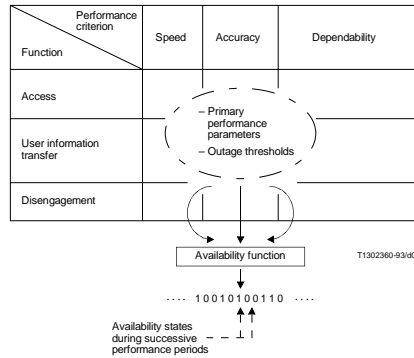 Performance
criterion
Function
Speed
Accuracy
Dependability
Access
– Primary
performance
parameters
– Outage thresholds
User information
transfer
Disengagement
Availability function
T1302360-93/d0
.... 10010100110 ....
Availability states
during successive
performance periods